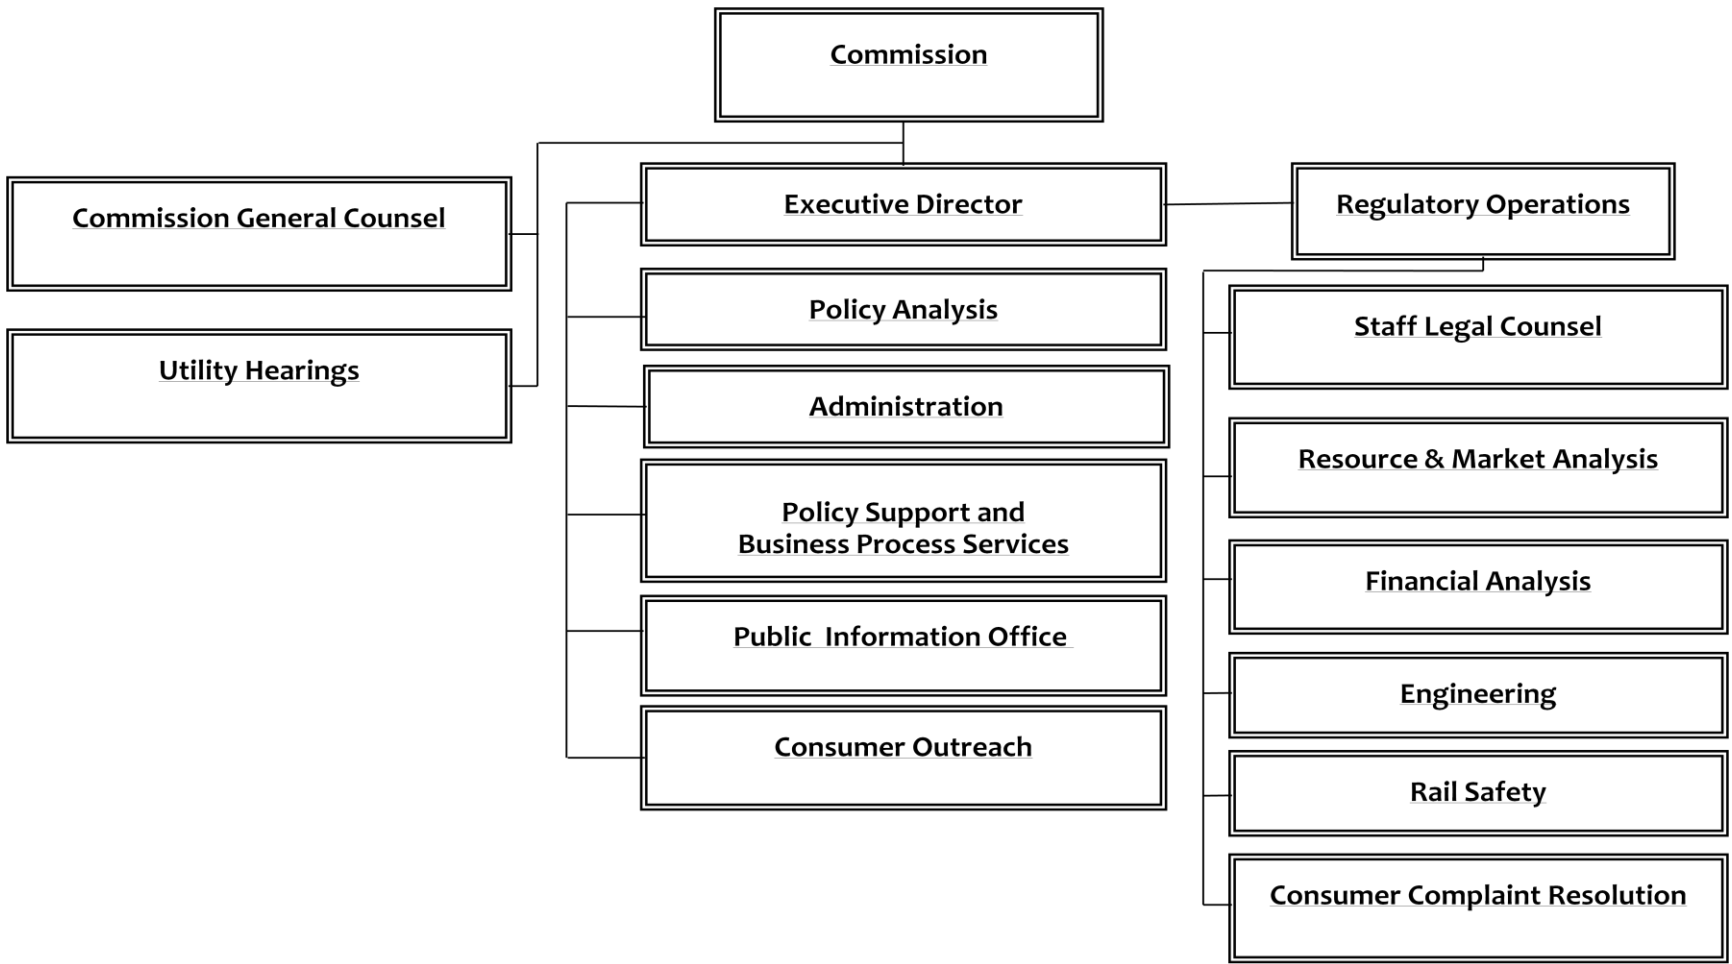 Commission
Commission General Counsel
Utility Hearings
Executive Director
Policy Analysis
Administration
Policy Support and
Business Process Services
Public  Information Office
Consumer Outreach
Regulatory Operations
Staff Legal Counsel
Resource & Market Analysis
Financial Analysis
Engineering
Rail Safety
Consumer Complaint Resolution